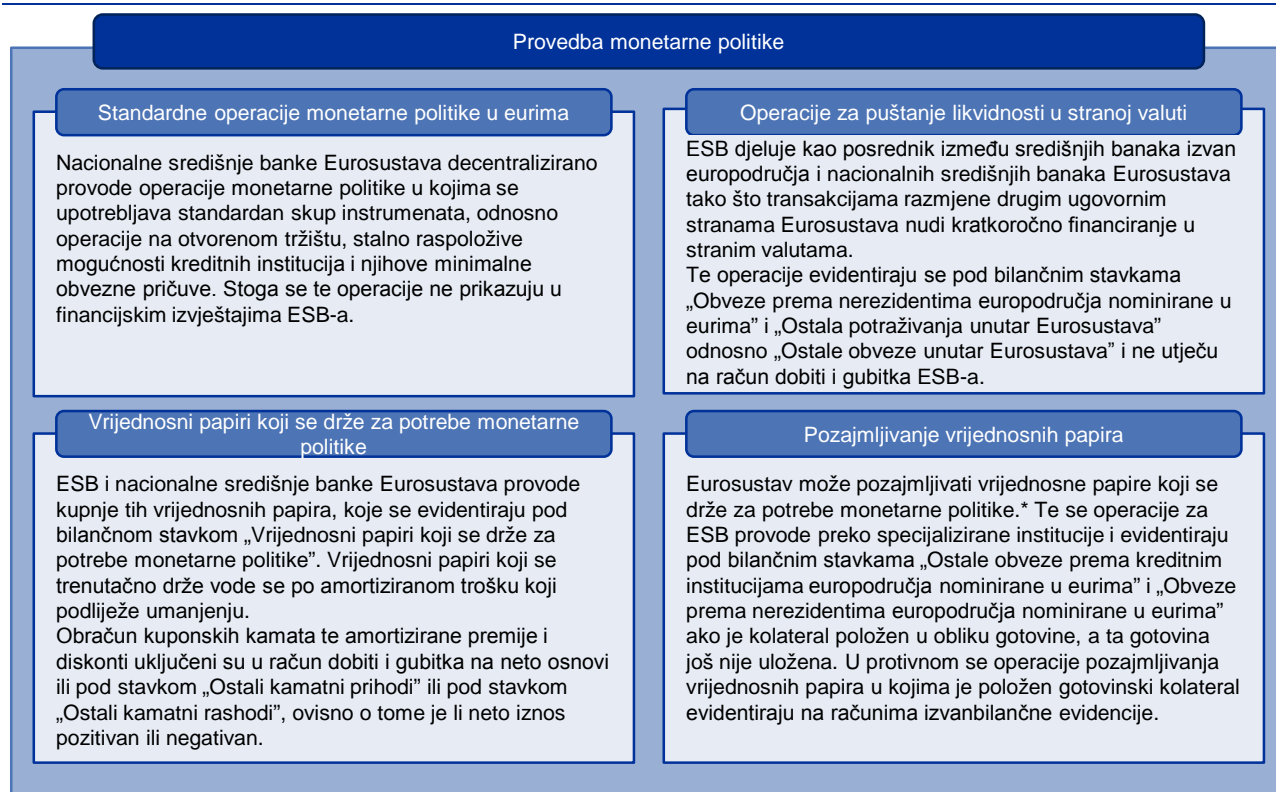 Provedba monetarne politike
Standardne operacije monetarne politike u eurima
Nacionalne središnje banke Eurosustava decentralizirano
provode operacije monetarne politike u kojima se
upotrebljava standardan skup instrumenata, odnosno
operacije na otvorenom tržištu, stalno raspoložive
mogućnosti kreditnih institucija i njihove minimalne
obvezne pričuve. Stoga se te operacije ne prikazuju u
financijskim izvještajima ESB-a.
Operacije za puštanje likvidnosti u stranoj valuti
ESB djeluje kao posrednik između središnjih banaka izvan
europodručja i nacionalnih središnjih banaka Eurosustava
tako što transakcijama razmjene drugim ugovornim
stranama Eurosustava nudi kratkoročno financiranje u
stranim valutama.
Te operacije evidentiraju se pod bilančnim stavkama
„Obveze prema nerezidentima europodručja nominirane u
eurima” i „Ostala potraživanja unutar Eurosustava”
odnosno „Ostale obveze unutar Eurosustava” i ne utječu
na račun dobiti i gubitka ESB-a.
Vrijednosni papiri koji se drže za potrebe monetarne
politike
ESB i nacionalne središnje banke Eurosustava provode
kupnje tih vrijednosnih papira, koje se evidentiraju pod
bilančnom stavkom „Vrijednosni papiri koji se drže za
potrebe monetarne politike”. Vrijednosni papiri koji se
trenutačno drže vode se po amortiziranom trošku koji
podliježe umanjenju.
Obračun kuponskih kamata te amortizirane premije i
diskonti uključeni su u račun dobiti i gubitka na neto osnovi
ili pod stavkom „Ostali kamatni prihodi” ili pod stavkom
„Ostali kamatni rashodi”, ovisno o tome je li neto iznos
pozitivan ili negativan.
Pozajmljivanje vrijednosnih papira
Eurosustav može pozajmljivati vrijednosne papire koji se
drže za potrebe monetarne politike.* Te se operacije za
ESB provode preko specijalizirane institucije i evidentiraju
pod bilančnim stavkama „Ostale obveze prema kreditnim
institucijama europodručja nominirane u eurima” i „Obveze
prema nerezidentima europodručja nominirane u eurima”
ako je kolateral položen u obliku gotovine, a ta gotovina
još nije uložena. U protivnom se operacije pozajmljivanja
vrijednosnih papira u kojima je položen gotovinski kolateral
evidentiraju na računima izvanbilančne evidencije.